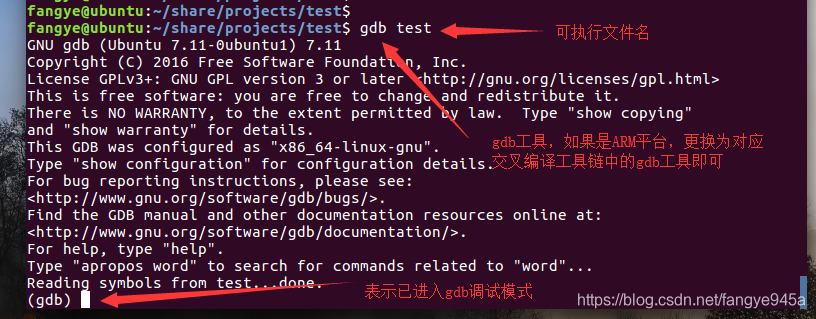 fangye@ubuntu:~/share/projects/test$
fangye@ubuntu:~/share/projects/test$ gdb test
可执行文件名
GNU gdb (Ubuntu 7.11-0ubuntu1) 7.11
Copyright (C) 2016 Free Software Foundation, Inc.
License GPLv3+: GNU GPL version 3 or later <http://gnu.org/licenses/gpl.html>
This is free software: you are free to change and redistribute it.
There is NO WARRANTY, to the extent permitted by law.  Type "show copying"
and "show warranty" for details.
gdb工具，如果是ARM平台，更换为对应
交叉编译工具链中的gdb工具即可
This GDB was configured as "x86_64-linux-gnu".
Type "show configuration" for configuration details.
For bug reporting instructions, please see:
<http://www.gnu.org/software/gdb/bugs/>.
Find the GDB manual and other documentation resources online at:
<http://www.gnu.org/software/gdb/documentation/>.
For help, type "help".
Type "apropos word" to search for commands related to "word"...
Reading symbols from test...done.
(gdb)
表示已进入gdb调试模式
https://blog.csdn.net/fangye945a